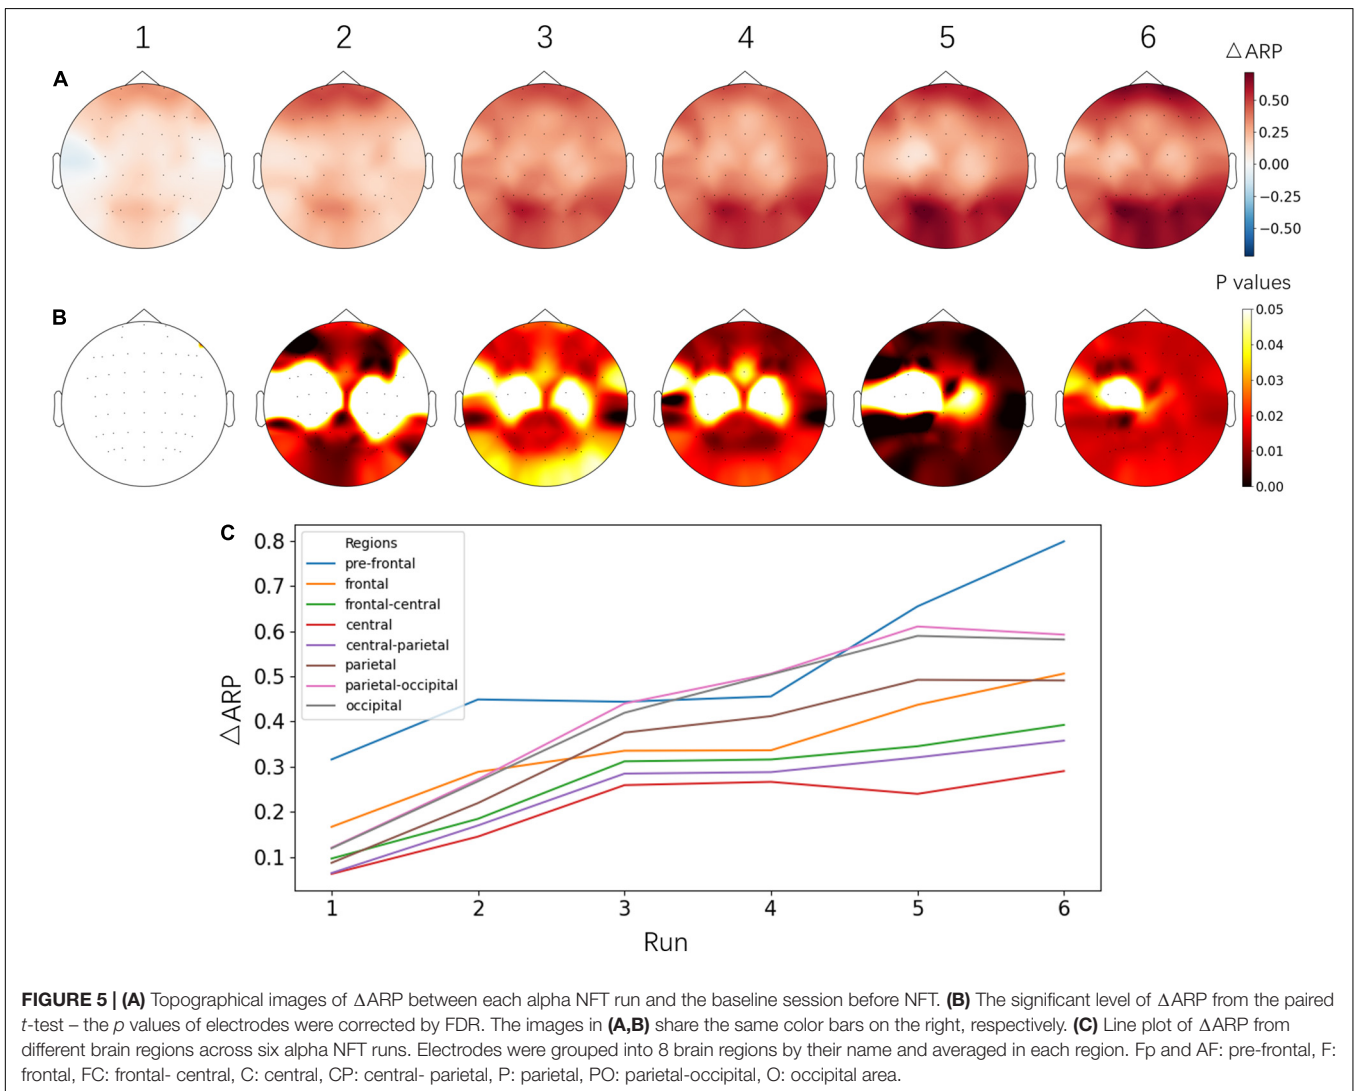 1 2 3 4 5 6
A
△ARP
0.50
0.25
0.00
−0.25
−0.50
B
P values
0.05
0.04
0.03
0.02
0.01
0.00
C
Regions
pre-frontal
frontal
frontal-central
central
central-parietal
parietal
parietal-occipital
occipital
△ARP
0.8
0.7
0.6
0.5
0.4
0.3
0.2
0.1
1 2 3 4 5 6
Run
FIGURE 5 | (A) Topographical images of ΔARP between each alpha NFT run and the baseline session before NFT. (B) The significant level of ΔARP from the paired
t-test – the p values of electrodes were corrected by FDR. The images in (A,B) share the same color bars on the right, respectively. (C) Line plot of ΔARP from
different brain regions across six alpha NFT runs. Electrodes were grouped into 8 brain regions by their name and averaged in each region. Fp and AF: pre-frontal, F:
frontal, FC: frontal- central, C: central, CP: central- parietal, P: parietal, PO: parietal-occipital, O: occipital area.